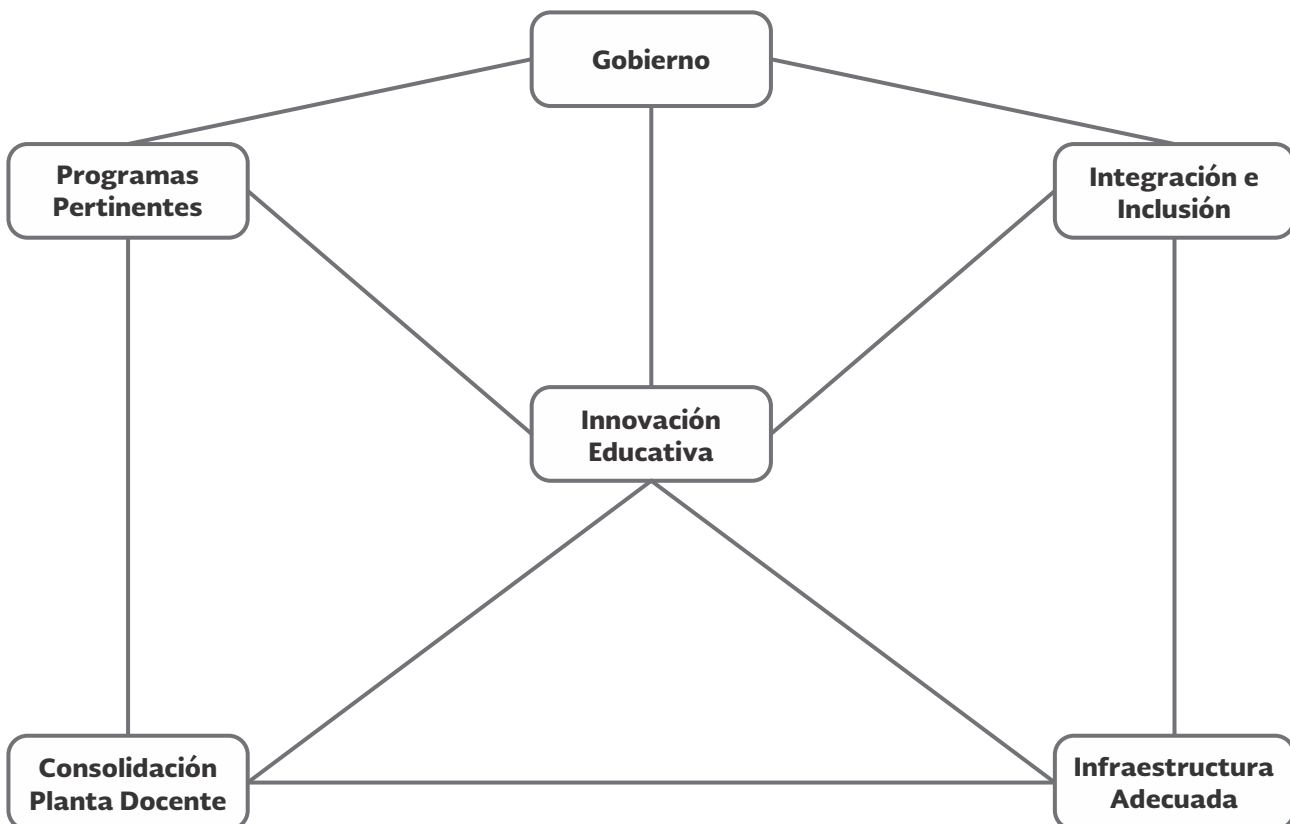 Gobierno
Programas
Pertinentes
Integración e
Inclusión
Innovación
Educativa
Consolidación
Planta Docente
Infraestructura
Adecuada